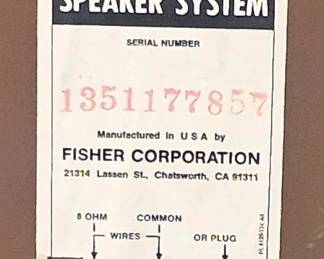 SPEAKER SYSTEM
SERIAL NUMBER
1351177857
Manufactured in U S A by
FISHER CORPORATION
21314 Lassen St., Chatsworth, CA 91311
8 OHM COMMON
WIRES OR PLUG